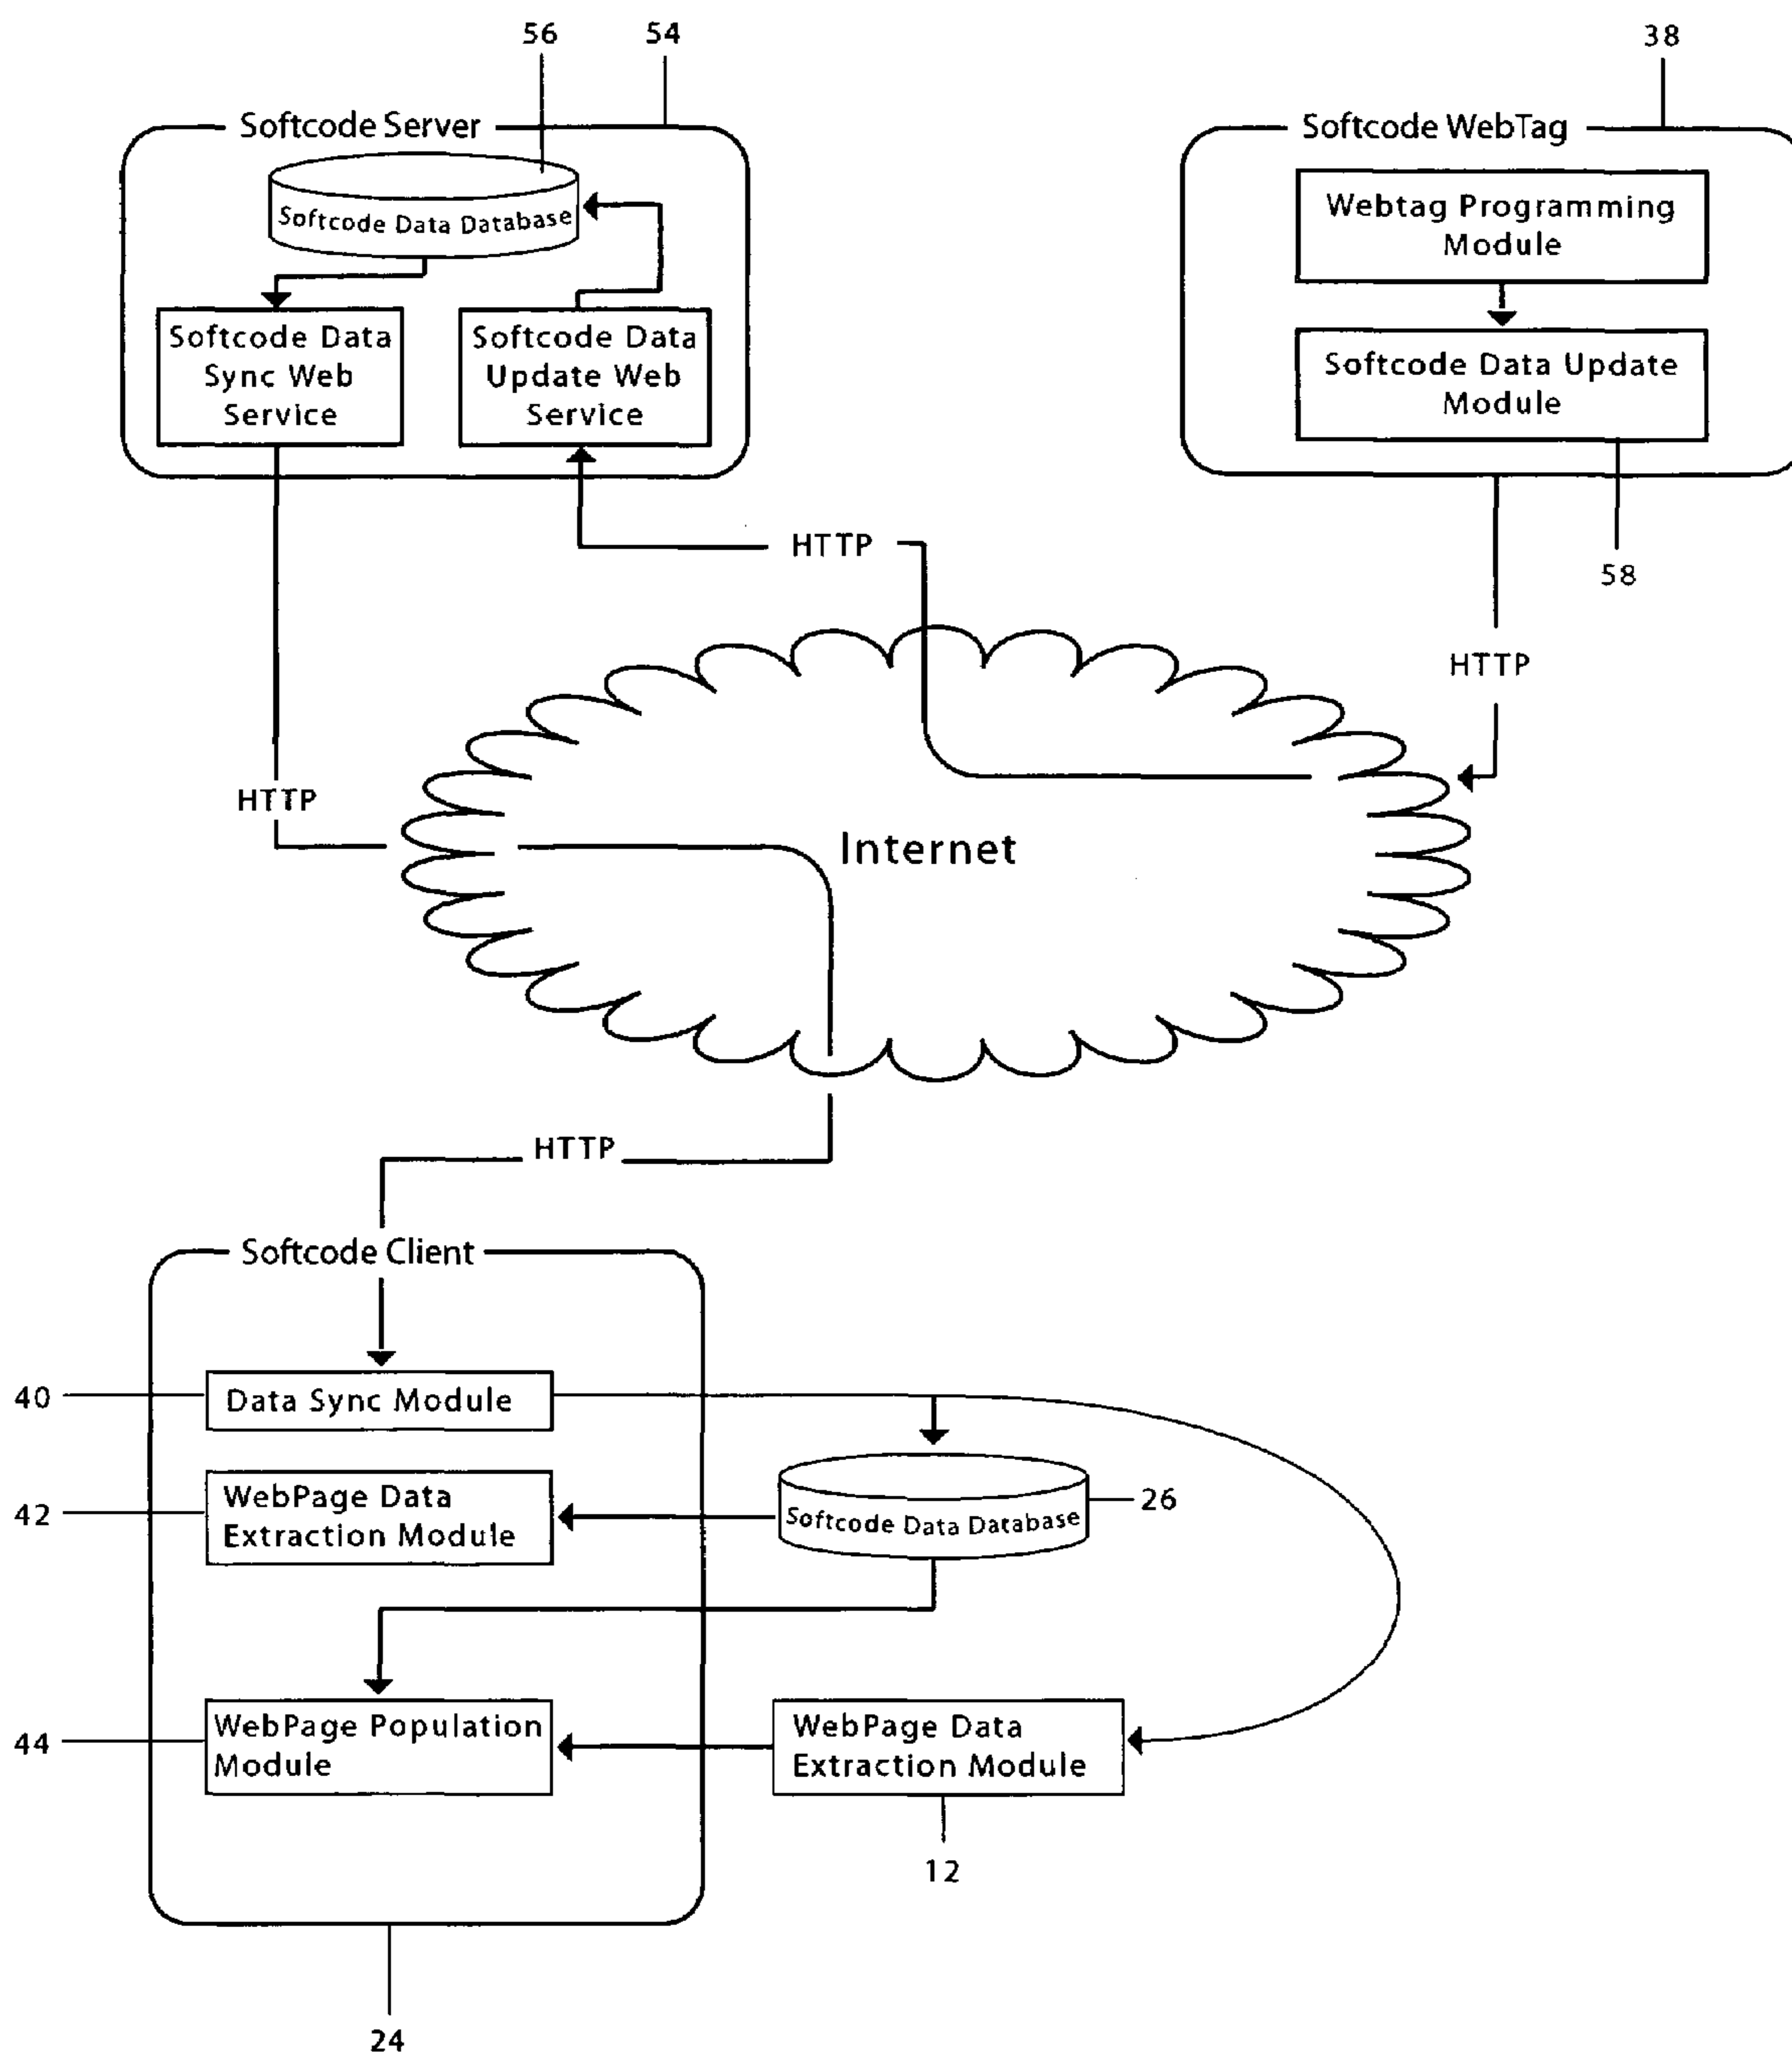 56
54
38
Softcode Server
Softcode WebTag
Softcode Data Database
Webtag Programming
Module
Softcode Data
Sync Web
Service
Softcode Data
Update Web
Service
Softcode Data Update
Module
HTTP
58
HTTP
HTTP
Internet
HTTP
Softcode Client
40
Data Sync Module
42
WebPage Data
Extraction Module
Softcode Data Database
26
44
WebPage Population
Module
WebPage Data
Extraction Module
12
24